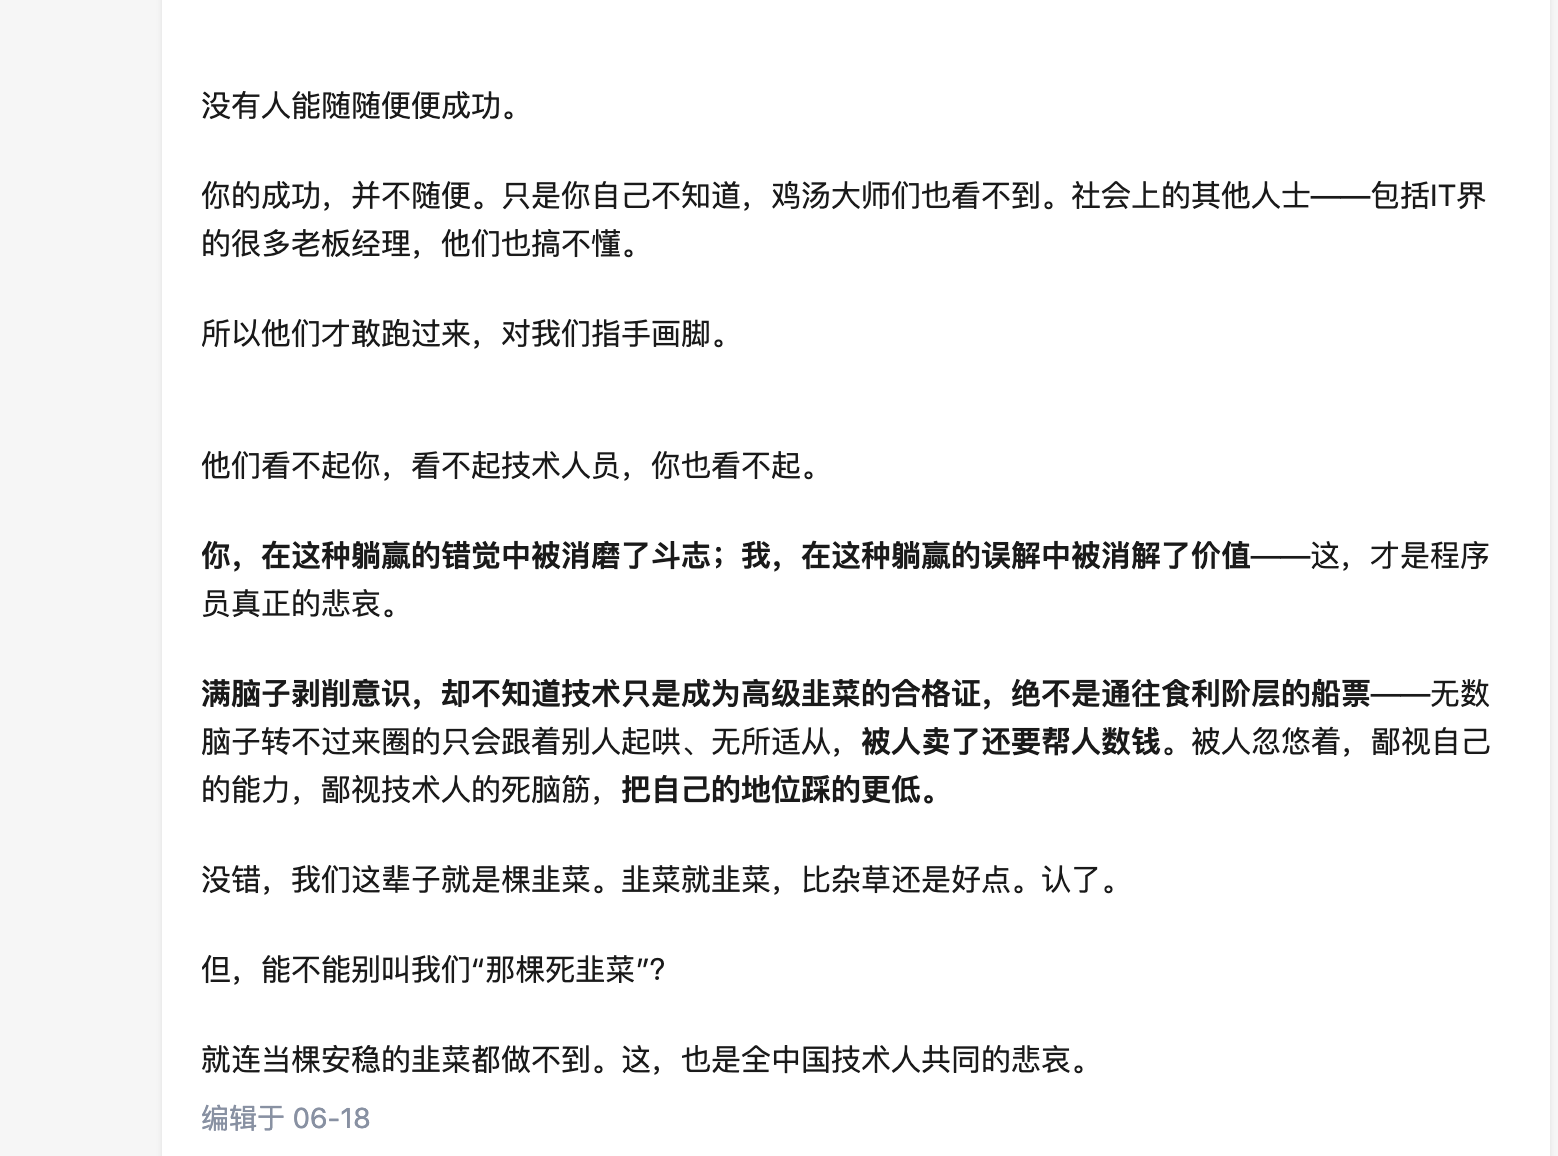 没有人能随随便便成功。
你的成功，并不随便。只是你自己不知道，鸡汤大师们也看不到。社会上的其他人士——包括IT界
的很多老板经理，他们也搞不懂。
所以他们才敢跑过来，对我们指手画脚。
他们看不起你，看不起技术人员，你也看不起。
你，在这种躺赢的错觉中被消磨了斗志；我，在这种躺赢的误解中被消解了价值——这，才是程序
员真正的悲哀。
满脑子剥削意识，却不知道技术只是成为高级韭菜的合格证，绝不是通往食利阶层的船票——无数
脑子转不过来圈的只会跟着别人起哄、无所适从，被人卖了还要帮人数钱。被人忽悠着，鄙视自己
的能力，鄙视技术人的死脑筋，把自己的地位踩的更低。
没错，我们这辈子就是棵韭菜。韭菜就韭菜，比杂草还是好点。认了。
但，能不能别叫我们“那棵死韭菜”?
就连当棵安稳的韭菜都做不到。这，也是全中国技术人共同的悲哀。
编辑于 06-18